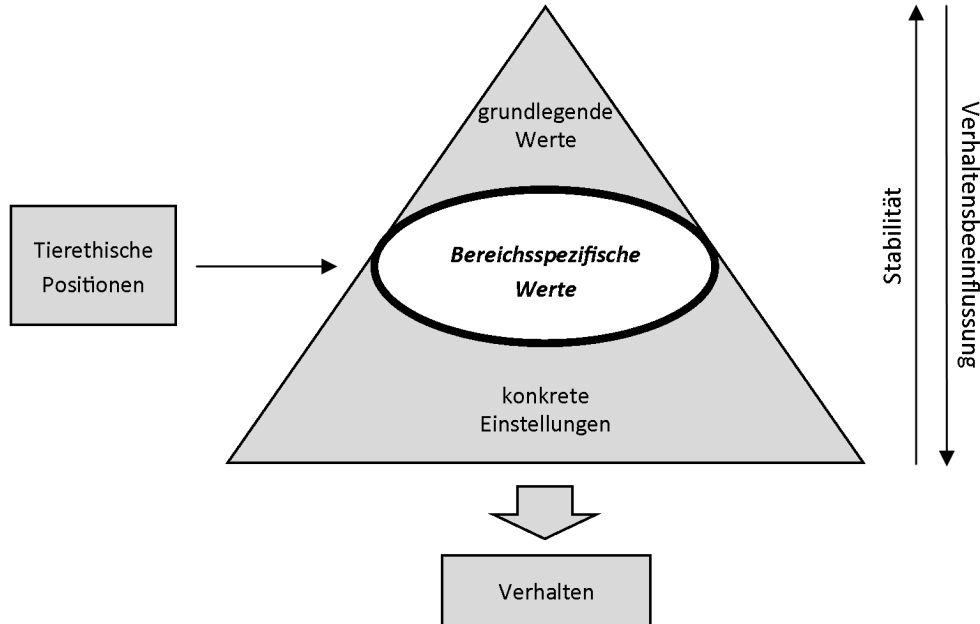 grundlegende
Werte
Tierethische
Positionen
Bereichsspezifische
Werte
konkrete
Einstellungen
Verhalten
Stabilität
Verhaltensbeeinflussung